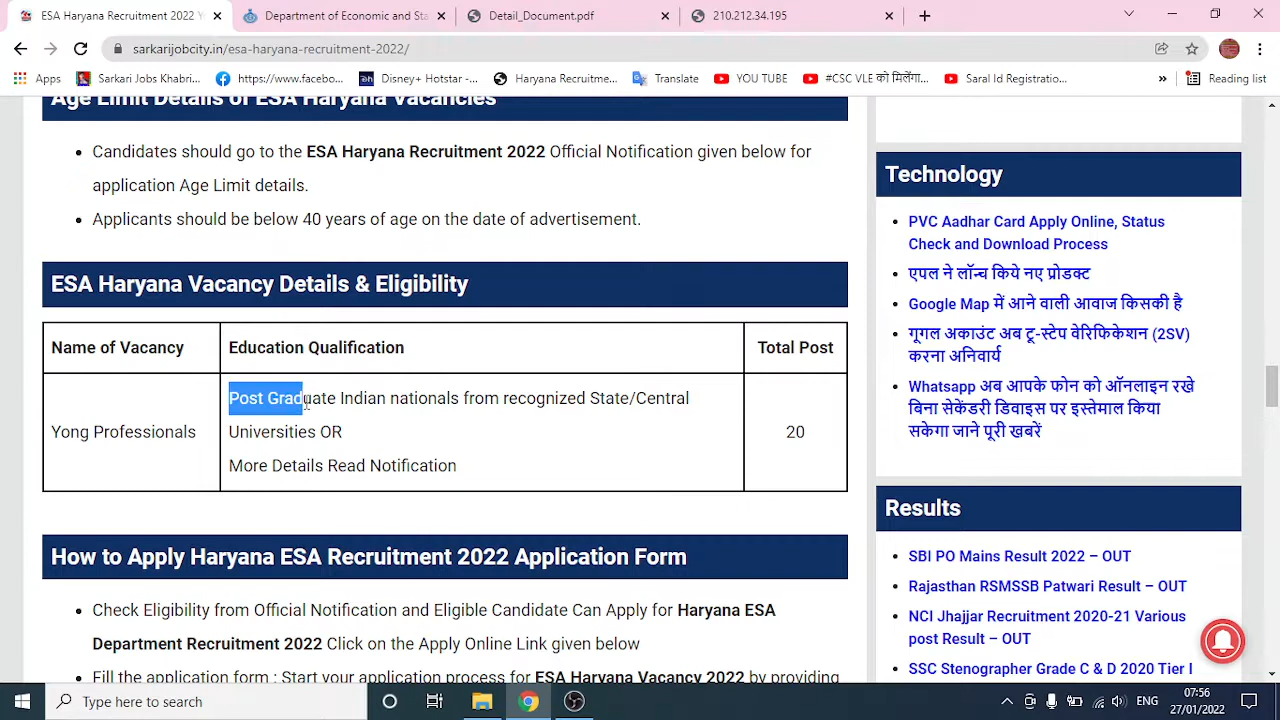 ESA Haryana Recruitment 2022 Y
Department of Economic and Sta
Detail_Document.pdf
210.212.34.195
sarkarijobcity.in/esa-haryana-recruitment-2022/
Apps
Sarkari Jobs Khabri...
https://www.facebo...
Disney+ Hotstar -...
Haryana Recruitme...
Translate
YOU TUBE
#CSC VLE को मिलेंगा...
Saral Id Registratio...
»
Reading list
Age Limit Details of ESA Haryana Vacancies
• Candidates should go to the ESA Haryana Recruitment 2022 Official Notification given below for
application Age Limit details.
• Applicants should be below 40 years of age on the date of advertisement.
ESA Haryana Vacancy Details & Eligibility
Name of Vacancy
Education Qualification
Total Post
Yong Professionals
Post Graduate Indian nationals from recognized State/Central
Universities OR
More Details Read Notification
20
How to Apply Haryana ESA Recruitment 2022 Application Form
• Check Eligibility from Official Notification and Eligible Candidate Can Apply for Haryana ESA
Department Recruitment 2022 Click on the Apply Online Link given below
• Fill the application form : Start your application process for ESA Haryana Vacancy 2022 by providing
Technology
• PVC Aadhar Card Apply Online, Status
Check and Download Process
• एपल ने लॉन्च किये नए प्रोडक्ट
• Google Map में आने वाली आवाज किसकी है
• गूगल अकाउंट अब टू-स्टेप वेरिफिकेशन (2SV)
करना अनिवार्य
• Whatsapp अब आपके फोन को ऑनलाइन रखे
बिना सेकेंडरी डिवाइस पर इस्तेमाल किया
सकेगा जाने पूरी खबरें
Results
• SBI PO Mains Result 2022 – OUT
• Rajasthan RSMSSB Patwari Result – OUT
• NCI Jhajjar Recruitment 2020-21 Various
post Result – OUT
• SSC Stenographer Grade C & D 2020 Tier I
Type here to search
ENG
07:56
27/01/2022